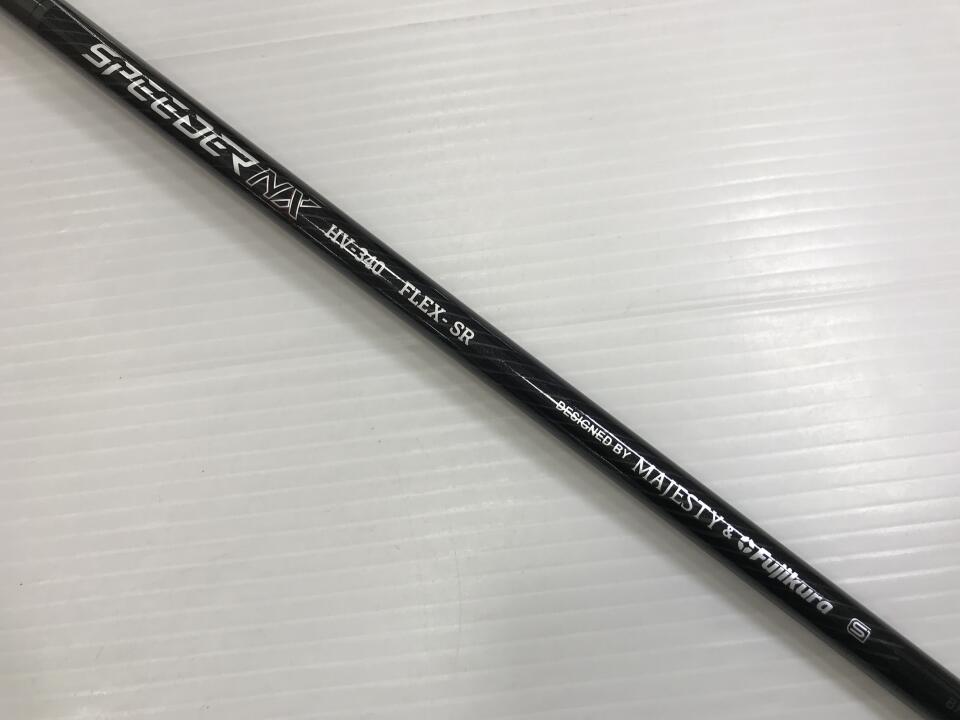 SPEEDER NX HV-340 FLEX-SR DESIGNED BY MAJESTY & Fujikura S